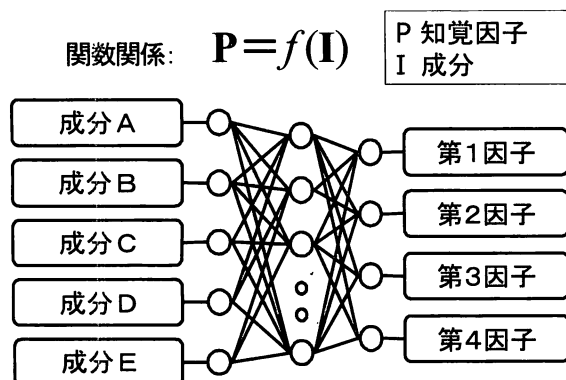 関数関係: P=f(I)
P 知覚因子
I 成分
成分A
成分B
成分C
成分D
成分E
第1因子
第2因子
第3因子
第4因子